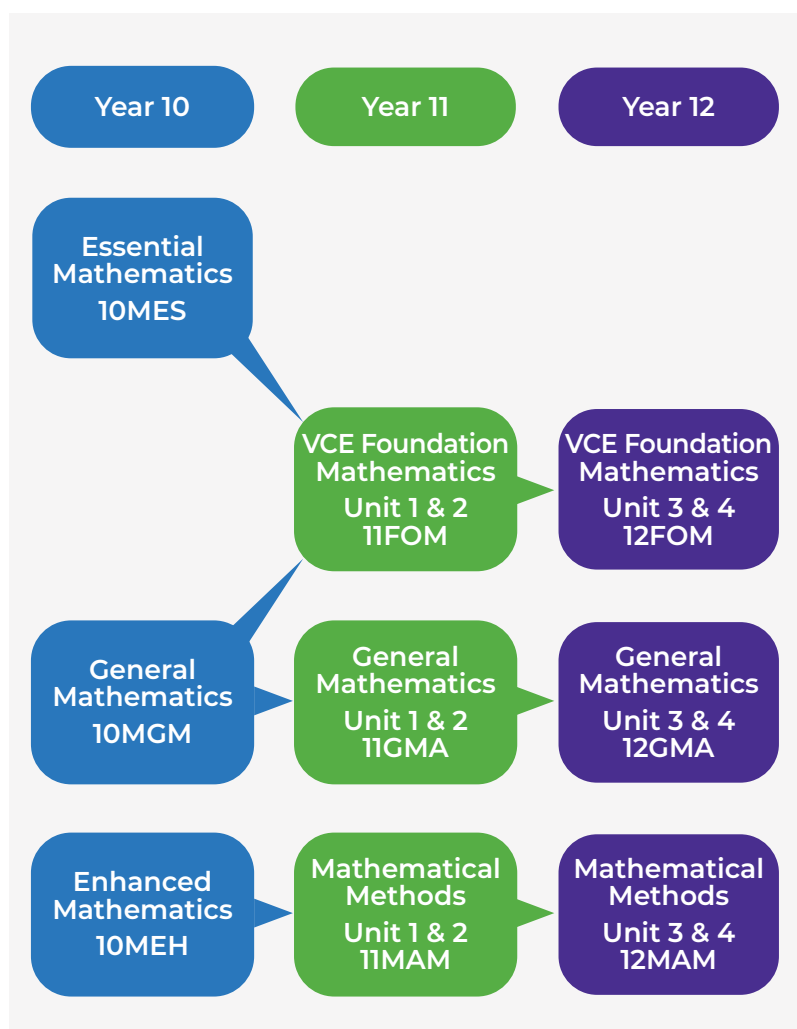 Year 10
Year 11
Year 12
Essential
Mathematics
10MES
VCE Foundation
Mathematics
Unit 1 & 2
11FOM
VCE Foundation
Mathematics
Unit 3 & 4
12FOM
General
Mathematics
10MGM
General
Mathematics
Unit 1 & 2
11GMA
General
Mathematics
Unit 3 & 4
12GMA
Enhanced
Mathematics
10MEH
Mathematical
Methods
Unit 1 & 2
11MAM
Mathematical
Methods
Unit 3 & 4
12MAM